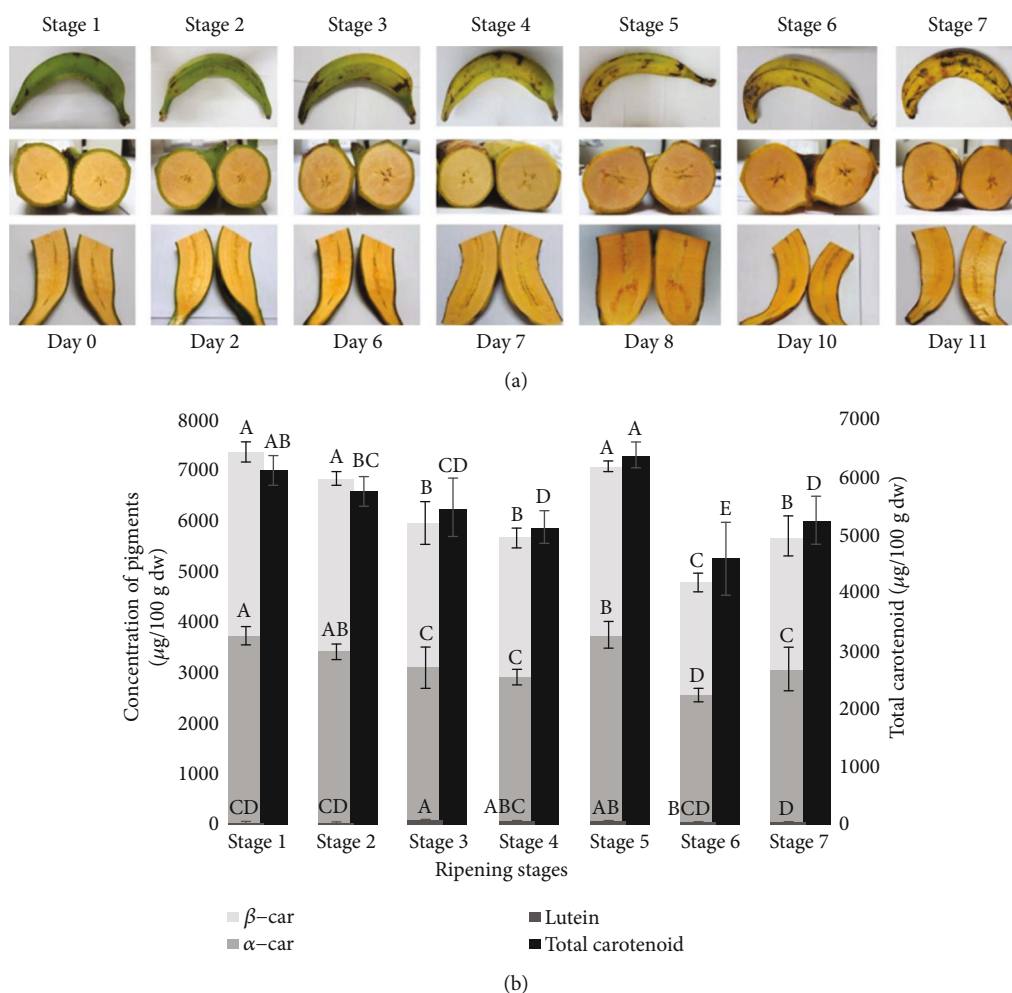 Stage 1 Stage 2 Stage 3 Stage 4 Stage 5 Stage 6 Stage 7
Day 0 Day 2 Day 6 Day 7 Day 8 Day 10 Day 11
(a)
Concentration of pigments
(μg/100 g dw)
8000
7000
6000
5000
4000
3000
2000
1000
0
A AB A BC B CD B D A A C E B D
A AB C C B D C
CD CD A ABC AB BCD D
7000
6000
5000
4000
3000
2000
1000
0
Total carotenoid (μg/100 g dw)
Stage 1 Stage 2 Stage 3 Stage 4 Stage 5 Stage 6 Stage 7
Ripening stages
β–car Lutein
α–car Total carotenoid
(b)